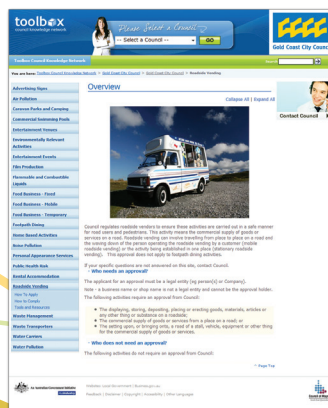 toolbox
council knowledge network
Please Select a Council
-- Select a Council --
GO
Gold Coast City Council
Toolbox Council Knowledge Network
Search
You are here: Toolbox Council Knowledge Network > Gold Coast City Council > Gold Coast City Council > Roadside Vending
Advertising Signs
Air Pollution
Caravan Parks and Camping
Commercial Swimming Pools
Entertainment Venues
Environmentally Relevant
Activities
Entertainment Events
Film Production
Flammable and Combustible
Liquids
Food Business - Fixed
Food Business - Mobile
Food Business - Temporary
Footpath Dining
Home Based Activities
Noise Pollution
Personal Appearance Services
Public Health Risk
Rental Accommodation
Roadside Vending
How To Apply
How to Comply
Tools and Resources
Waste Management
Waste Transporters
Water Carriers
Water Pollution
Overview
Collapse All | Expand All
Contact Council
Council regulates roadside vendors to ensure these activities are carried out in a safe manner
for road users and pedestrians. This activity means the commercial supply of goods or
services on a road. Roadside vending can involve travelling from place to place on a road and
the waving down of the person operating the roadside vending by a customer (mobile
roadside vending) or the activity being established in one place (stationary roadside
vending). This approval does not apply to footpath dining activities.
If your specific questions are not answered on this site, contact Council.
- Who needs an approval?
The applicant for an approval must be a legal entity (eg person(s) or Company).
Note - a business name or shop name is not a legal entity and cannot be the approval holder.
The following activities require an approval from Council:
The displaying, storing, depositing, placing or erecting goods, materials, articles or
any other thing or substance on a roadside;
The commercial supply of goods or services from a place on a road; or
The setting upon, or bringing onto, a road of a stall, vehicle, equipment or other thing
for the commercial supply of goods or services.
- Who does not need an approval?
The following activities do not require an approval from Council:
^ Page Top
An Australian Government Initiative
Feedback | Disclaimer | Copyright | Accessibility | Other Languages